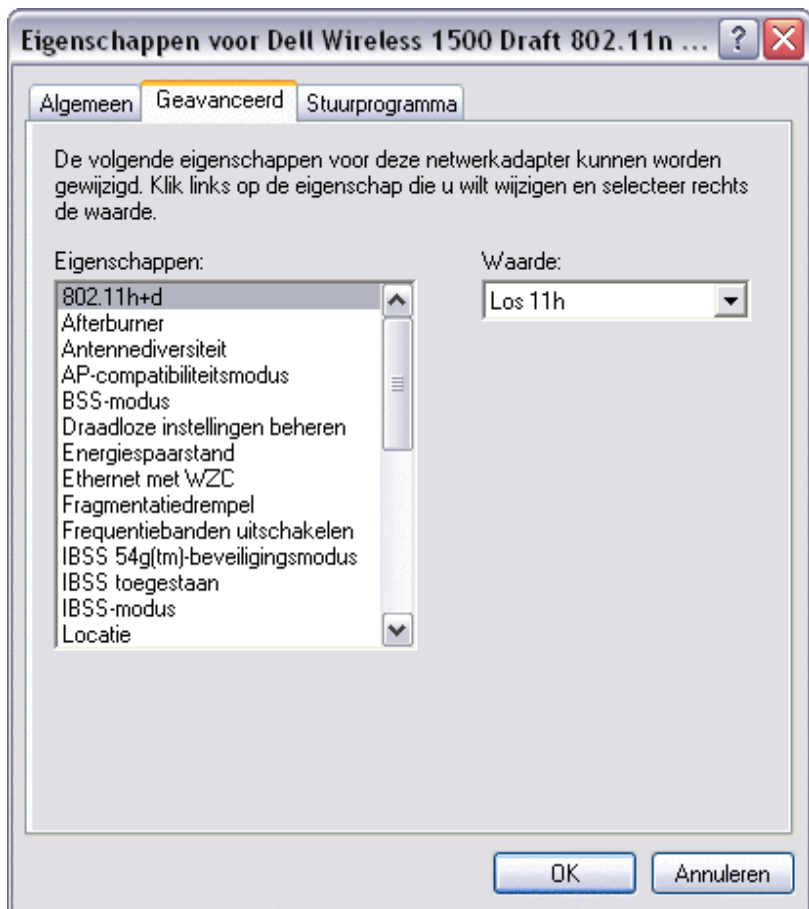 Eigenschappen voor Dell Wireless 1500 Draft 802.11n ...
Algemeen
Geavanceerd
Stuurprogramma
De volgende eigenschappen voor deze netwerkadapter kunnen worden
gewijzigd. Klik links op de eigenschap die u wilt wijzigen en selecteer rechts
de waarde.
Eigenschappen:
802.11h+d
Afterburner
Antennediversiteit
AP-compatibiliteitsmodus
BSS-modus
Draadloze instellingen beheren
Energiespaarstand
Ethernet met WZC
Fragmentatiedrempel
Frequentiebanden uitschakelen
IBSS 54g(tm)-beveiligingsmodus
IBSS toegestaan
IBSS-modus
Locatie
Waarde:
Los 11h
OK
Annuleren